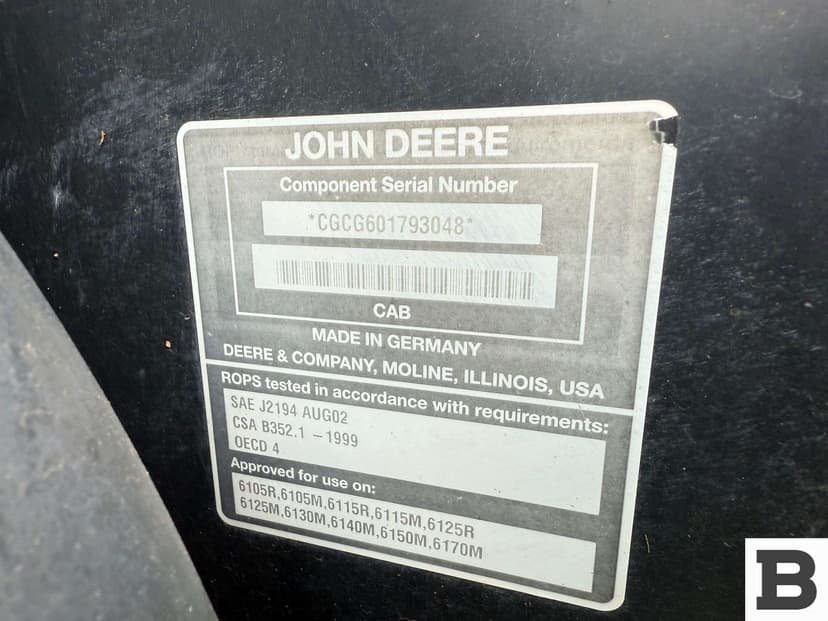 JOHN DEERE
Component Serial Number
*CGCG601793048*
CAB
MADE IN GERMANY
DEERE & COMPANY, MOLINE, ILLINOIS, USA
ROPS tested in accordance with requirements:
SAE J2194 AUG02
CSA B352.1 -1999
OECD 4
Approved for use on:
6105R,6105M,6115R,6115M,6125R
6125M,6130M,6140M,6150M,6170M
B